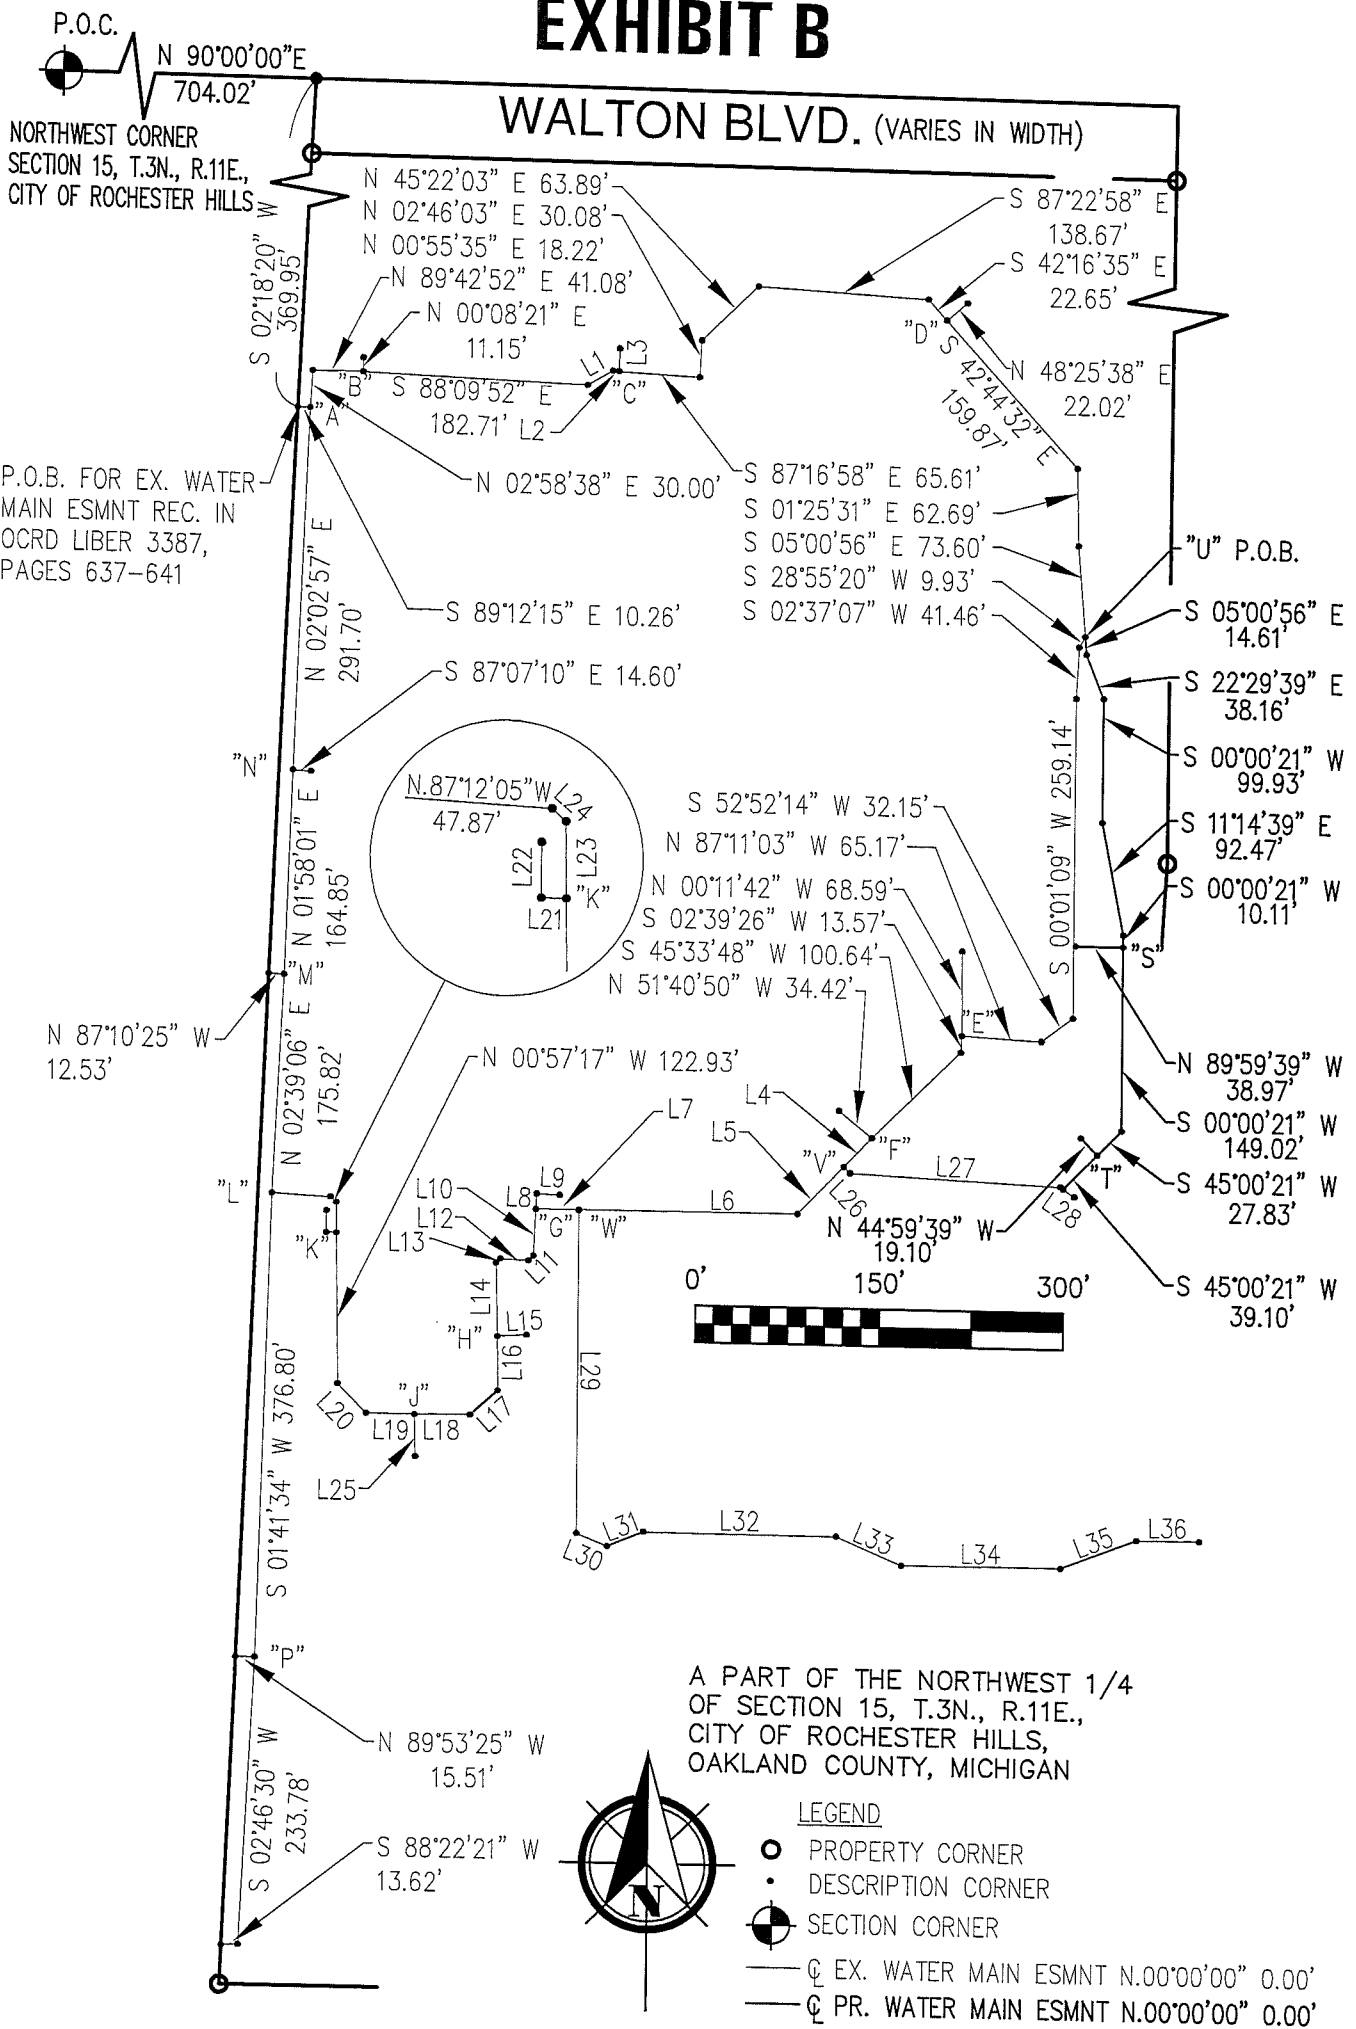 EXHIBIT B
P.O.C.
N 90°00'00"E
704.02'
WALTON BLVD. (VARIES IN WIDTH)
NORTHWEST CORNER
SECTION 15, T.3N., R.11E.,
CITY OF ROCHESTER HILLS
S 02°18'20" W
369.95'
N 45°22'03" E 63.89'
N 02°46'03" E 30.08'
N 00°55'35" E 18.22'
N 89°42'52" E 41.08'
N 00°08'21" E
11.15'
S 87°22'58" E
138.67'
S 42°16'35" E
22.65'
"D"
N 48°25'38" E
22.02'
S 42°44'32" E
159.87'
L1
L3
"B"
S 88°09'52" E
182.71'
L2
"C"
"A"
P.O.B. FOR EX. WATER
MAIN ESMNT REC. IN
OCRD LIBER 3387,
PAGES 637-641
N 02°58'38" E 30.00'
S 87°16'58" E 65.61'
S 01°25'31" E 62.69'
S 05°00'56" E 73.60'
S 28°55'20" W 9.93'
S 02°37'07" W 41.46'
"U" P.O.B.
N 02°02'57" E
291.70'
S 89°12'15" E 10.26'
S 05°00'56" E
14.61'
S 87°07'10" E 14.60'
S 22°29'39" E
38.16'
"N"
S 00°00'21" W
99.93'
N.87°12'05"W
47.87'
L24
L22
L23
L21
"K"
S 00°01'09" W 259.14'
S 52°52'14" W 32.15'
N 87°11'03" W 65.17'
N 00°11'42" W 68.59'
S 02°39'26" W 13.57'
S 45°33'48" W 100.64'
N 51°40'50" W 34.42'
S 11°14'39" E
92.47'
S 00°00'21" W
10.11'
"S"
N 01°58'01" E
164.85'
"M"
N 87°10'25" W
12.53'
"E"
N 02°39'06" E
175.82'
N 00°57'17" W 122.93'
N 89°59'39" W
38.97'
L7
L4
L5
"F"
"V"
S 00°00'21" W
149.02'
"T"
S 45°00'21" W
27.83'
"L"
L9
L10
L8
L12
L13
"G"
"W"
L11
L6
L26
L27
L28
N 44°59'39" W
19.10'
"K"
S 45°00'21" W
39.10'
0' 150' 300'
L14
"H"
L15
L16
L29
"J"
L20
L19
L18
L17
L25
S 01°41'34" W 376.80'
L30
L31
L32
L33
L34
L35
L36
"P"
N 89°53'25" W
15.51'
S 02°46'30" W
233.78'
S 88°22'21" W
13.62'
A PART OF THE NORTHWEST 1/4
OF SECTION 15, T.3N., R.11E.,
CITY OF ROCHESTER HILLS,
OAKLAND COUNTY, MICHIGAN
N
LEGEND
PROPERTY CORNER
DESCRIPTION CORNER
SECTION CORNER
℄ EX. WATER MAIN ESMNT N.00°00'00" 0.00'
℄ PR. WATER MAIN ESMNT N.00°00'00" 0.00'